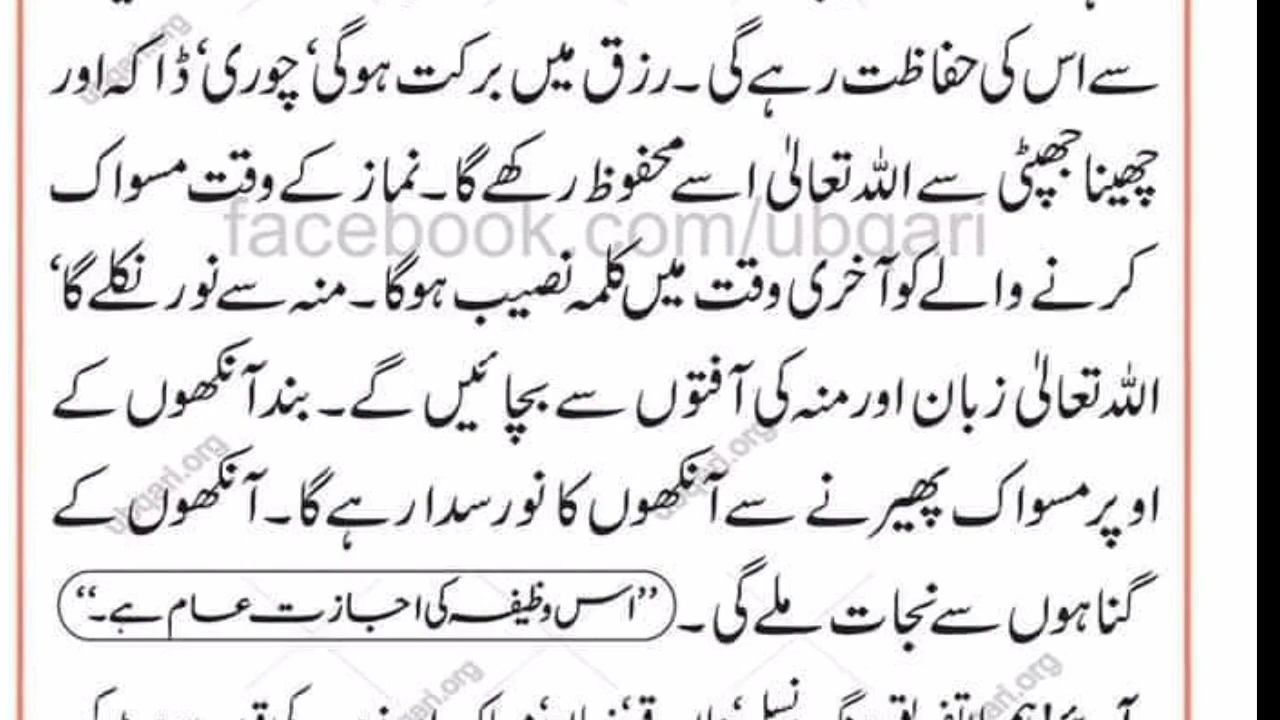 سے اس کی حفاظت رہے گی۔ رزق میں برکت ہوگی‘ چوری‘ ڈاکہ اور
چھینا جھپٹی سے اللہ تعالیٰ اسے محفوظ رکھے گا۔ نماز کے وقت مسواک
facebook.com/ubqari
کرنے والے کو آخری وقت میں کلمہ نصیب ہوگا۔ منہ سے نور نکلے گا‘
اللہ تعالیٰ زبان اور منہ کی آفتوں سے بچائیں گے۔ بند آنکھوں کے
اوپر مسواک پھیرنے سے آنکھوں کا نور سدا رہے گا۔ آنکھوں کے
گناہوں سے نجات ملے گی۔ ”اس وظیفہ کی اجازت عام ہے۔“
ubqari.org